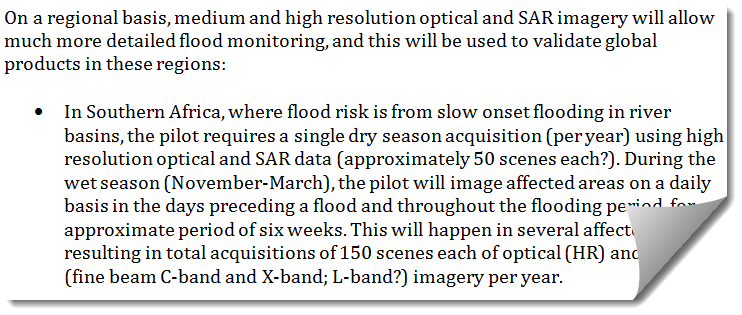 On a regional basis, medium and high resolution optical and SAR imagery will allow
much more detailed flood monitoring, and this will be used to validate global
products in these regions:
• In Southern Africa, where flood risk is from slow onset flooding in river
basins, the pilot requires a single dry season acquisition (per year) using high
resolution optical and SAR data (approximately 50 scenes each?). During the
wet season (November-March), the pilot will image affected areas on a daily
basis in the days preceding a flood and throughout the flooding period, for
approximate period of six weeks. This will happen in several
resulting in total acquisitions of 150 scenes each of optical (HR) and
(fine beam C-band and X-band; L-band?) imagery per year.